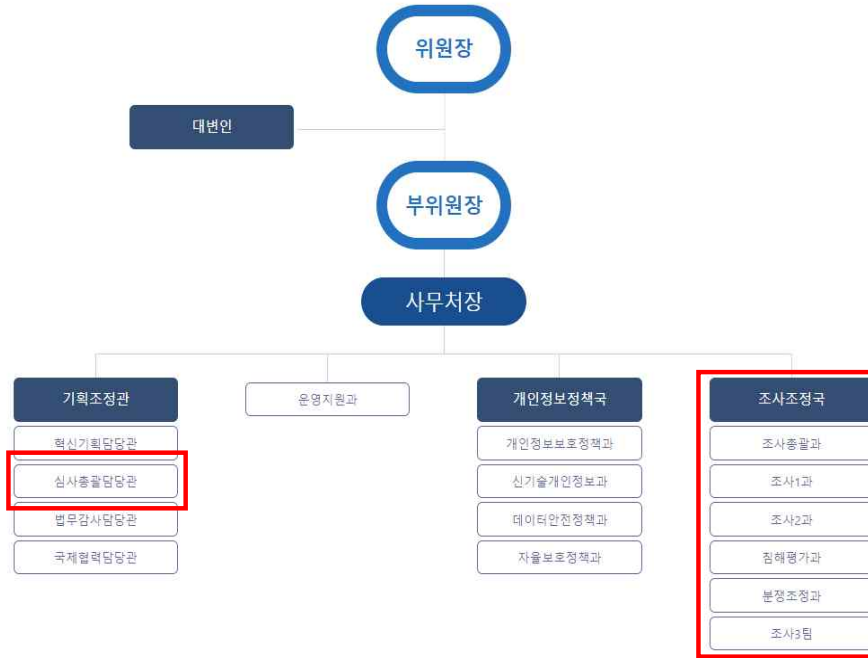 위원장
대변인
부위원장
사무처장
기획조정관
혁신기획담당관
심사총괄담당관
법무감사담당관
국제협력담당관
운영지원과
개인정보정책국
개인정보보호정책과
신기술개인정보과
데이터안전정책과
자율보호정책과
조사조정국
조사총괄과
조사1과
조사2과
침해평가과
분쟁조정과
조사3팀